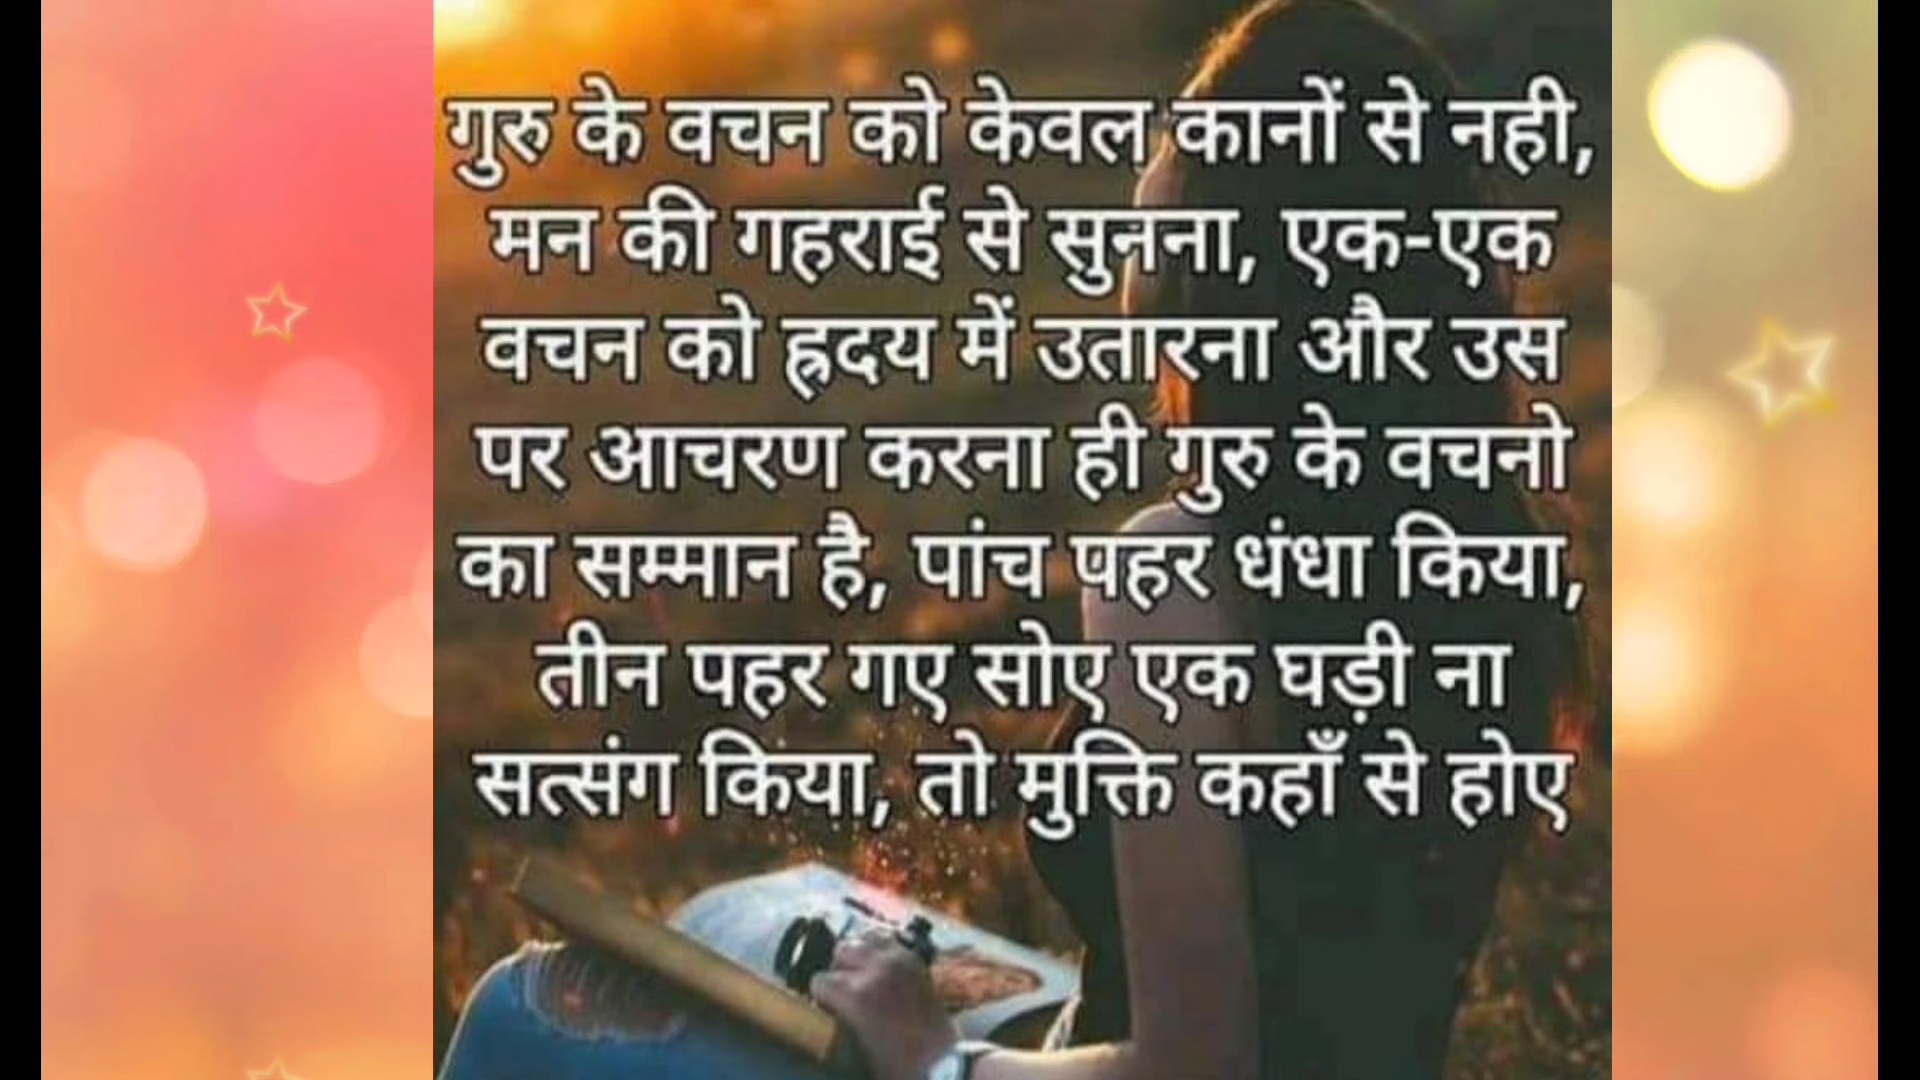 गुरु के वचन को केवल कानों से नही,
मन की गहराई से सुनना, एक-एक
वचन को ह्रदय में उतारना और उस
पर आचरण करना ही गुरु के वचनो
का सम्मान है, पांच पहर धंधा किया,
तीन पहर गए सोए एक घड़ी ना
सत्संग किया, तो मुक्ति कहाँ से होए